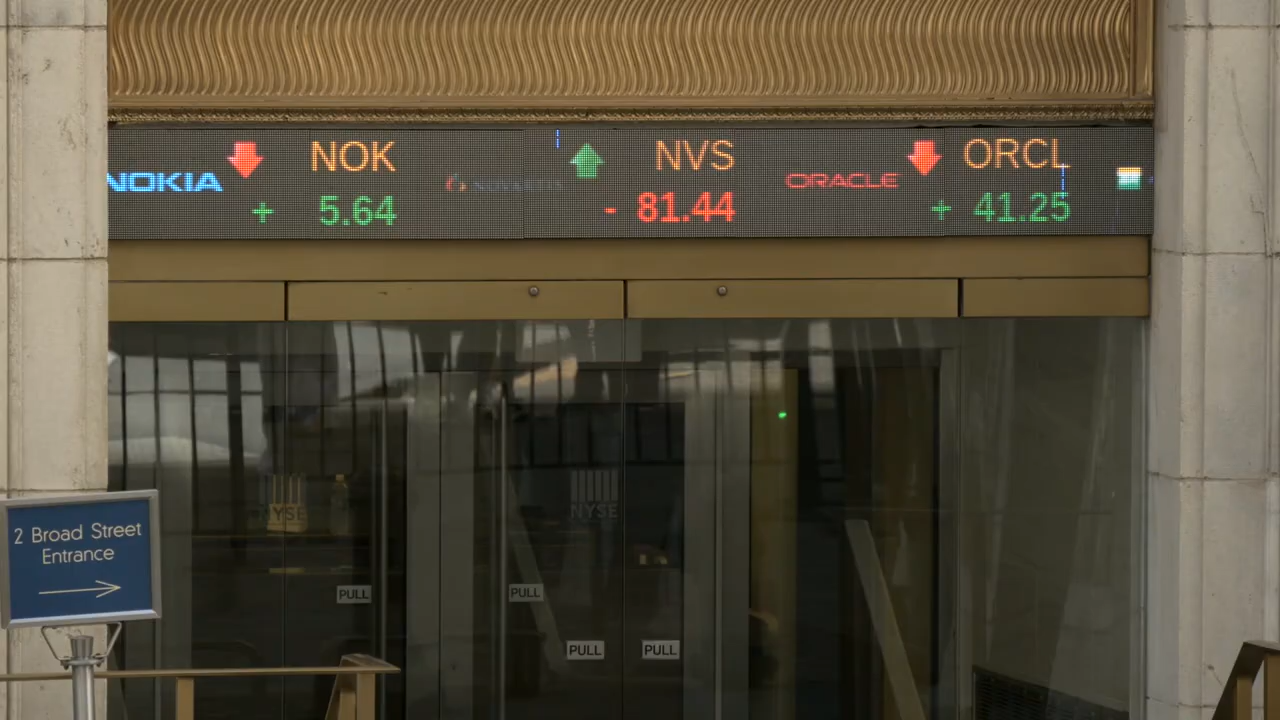 NOKIA
NOK
+ 5.64
NOVARTIS
NVS
- 81.44
ORACLE
ORCL
+ 41.25
NYSE
NYSE
2 Broad Street
Entrance
PULL
PULL
PULL
PULL